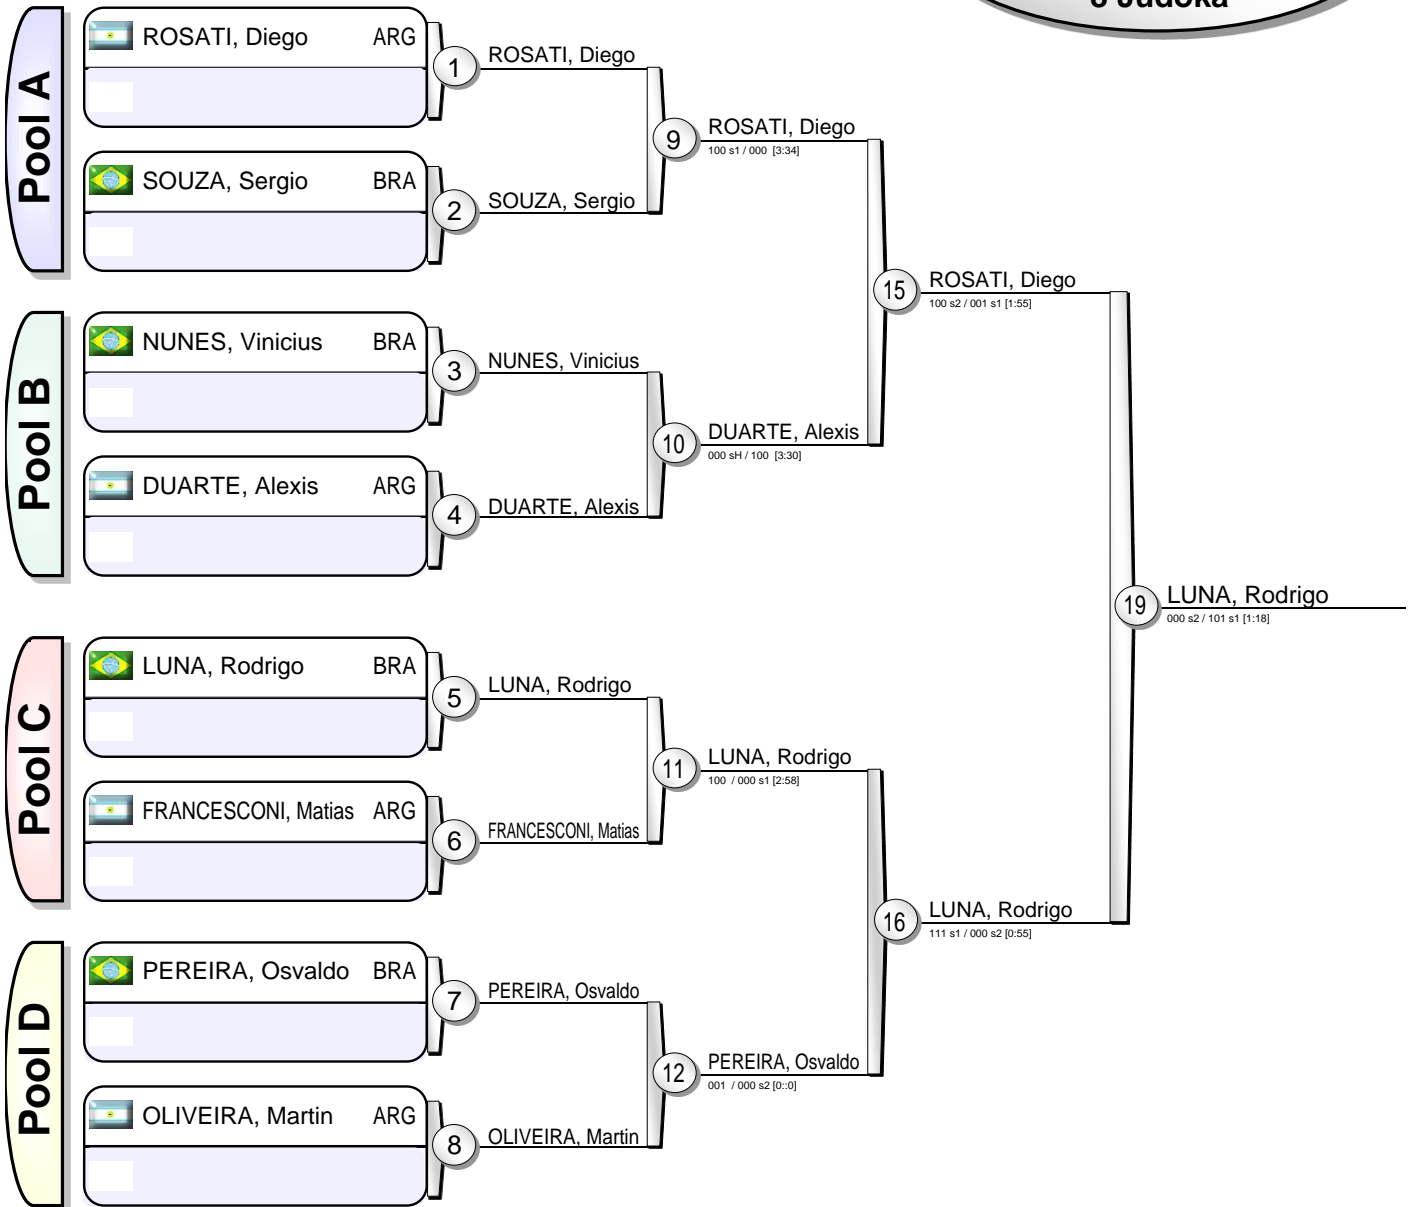 8 Judoka
Pool A
ROSATI, Diego ARG
1
ROSATI, Diego
SOUZA, Sergio BRA
2
SOUZA, Sergio
9
ROSATI, Diego
100 s1 / 000 [3:34]
Pool B
NUNES, Vinicius BRA
3
NUNES, Vinicius
DUARTE, Alexis ARG
4
DUARTE, Alexis
10
DUARTE, Alexis
000 sH / 100 [3:30]
15
ROSATI, Diego
100 s2 / 001 s1 [1:55]
Pool C
LUNA, Rodrigo BRA
5
LUNA, Rodrigo
FRANCESCONI, Matias ARG
6
FRANCESCONI, Matias
11
LUNA, Rodrigo
100 / 000 s1 [2:58]
Pool D
PEREIRA, Osvaldo BRA
7
PEREIRA, Osvaldo
OLIVEIRA, Martin ARG
8
OLIVEIRA, Martin
12
PEREIRA, Osvaldo
001 / 000 s2 [0::0]
16
LUNA, Rodrigo
111 s1 / 000 s2 [0:55]
19
LUNA, Rodrigo
000 s2 / 101 s1 [1:18]